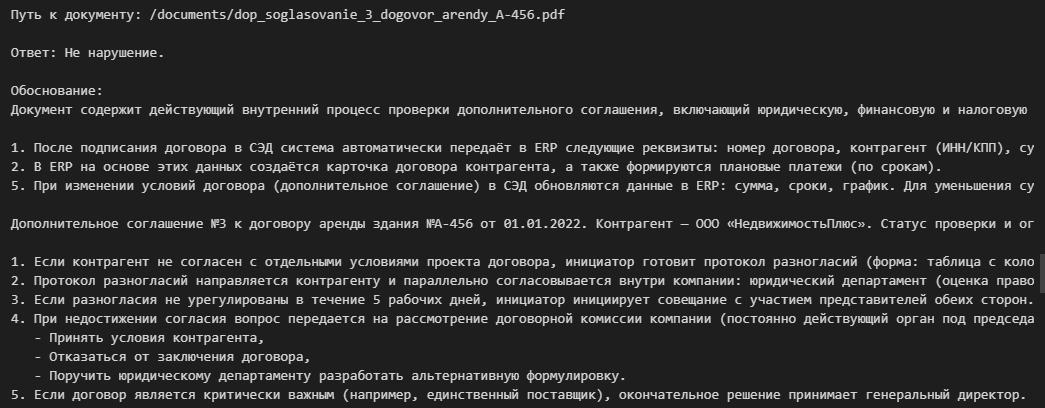 Путь к документу: /documents/dop_soglasovanie_3_dogovor_arendy_A-456.pdf
Ответ: Не нарушение.
Обоснование:
Документ содержит действующий внутренний процесс проверки дополнительного соглашения, включающий юридическую, финансовую и налоговую
1. После подписания договора в СЭД система автоматически передаёт в ERP следующие реквизиты: номер договора, контрагент (ИНН/КПП), су
2. В ERP на основе этих данных создаётся карточка договора контрагента, а также формируются плановые платежи (по срокам).
5. При изменении условий договора (дополнительное соглашение) в СЭД обновляются данные в ERP: сумма, сроки, график. Для уменьшения су
Дополнительное соглашение №3 к договору аренды здания №А-456 от 01.01.2022. Контрагент — ООО «НедвижимостьПлюс». Статус проверки и ог
1. Если контрагент не согласен с отдельными условиями проекта договора, инициатор готовит протокол разногласий (форма: таблица с коло
2. Протокол разногласий направляется контрагенту и параллельно согласовывается внутри компании: юридический департамент (оценка право
3. Если разногласия не урегулированы в течение 5 рабочих дней, инициатор инициирует совещание с участием представителей обеих сторон.
4. При недостижении согласия вопрос передается на рассмотрение договорной комиссии компании (постоянно действующий орган под председа
- Принять условия контрагента,
- Отказаться от заключения договора,
- Поручить юридическому департаменту разработать альтернативную формулировку.
5. Если договор является критически важным (например, единственный поставщик), окончательное решение принимает генеральный директор.